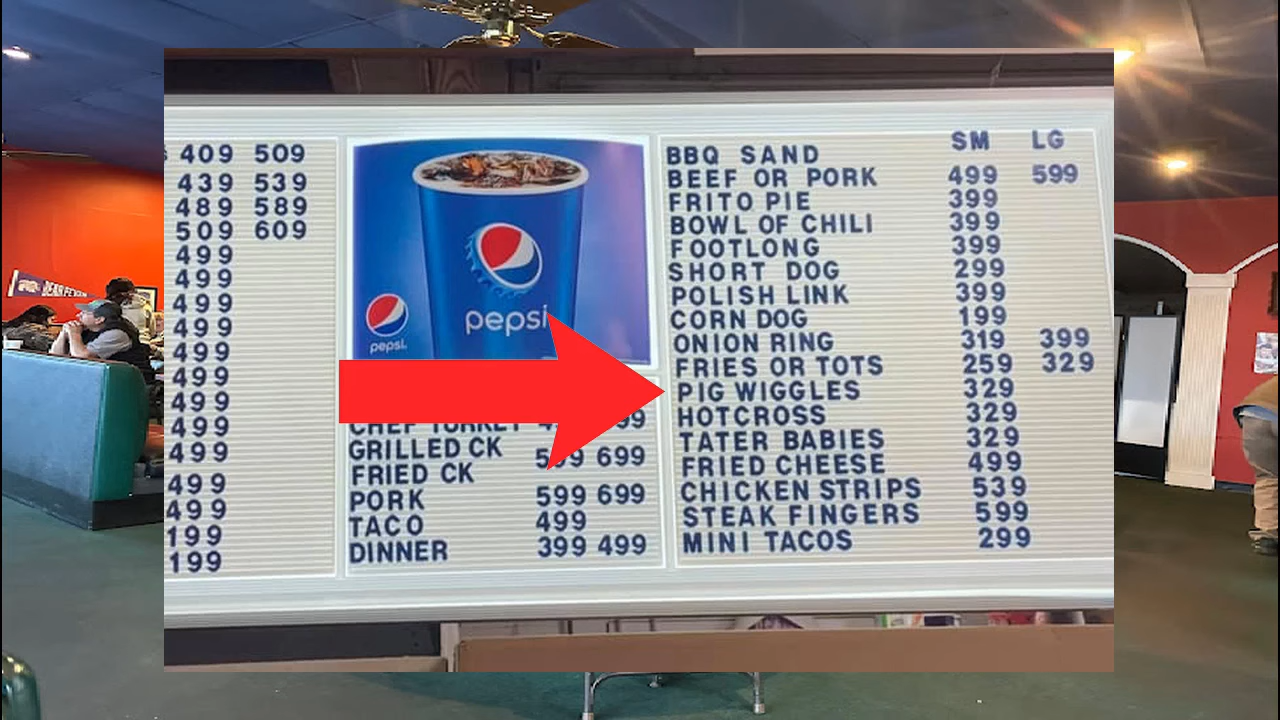 409 509
439 539
489 589
509 609
499
499
499
499
499
499
499
499
499
499
499
199
199
pepsi
pepsi.
GRILLED CK 599 699
FRIED CK
PORK 599 699
TACO 499
DINNER 399 499
SM LG
BBQ SAND
BEEF OR PORK 499 599
FRITO PIE 399
BOWL OF CHILI 399
FOOTLONG 399
SHORT DOG 299
POLISH LINK 399
CORN DOG 199
ONION RING 319 399
FRIES OR TOTS 259 329
PIG WIGGLES 329
HOTCROSS 329
TATER BABIES 329
FRIED CHEESE 499
CHICKEN STRIPS 539
STEAK FINGERS 599
MINI TACOS 299